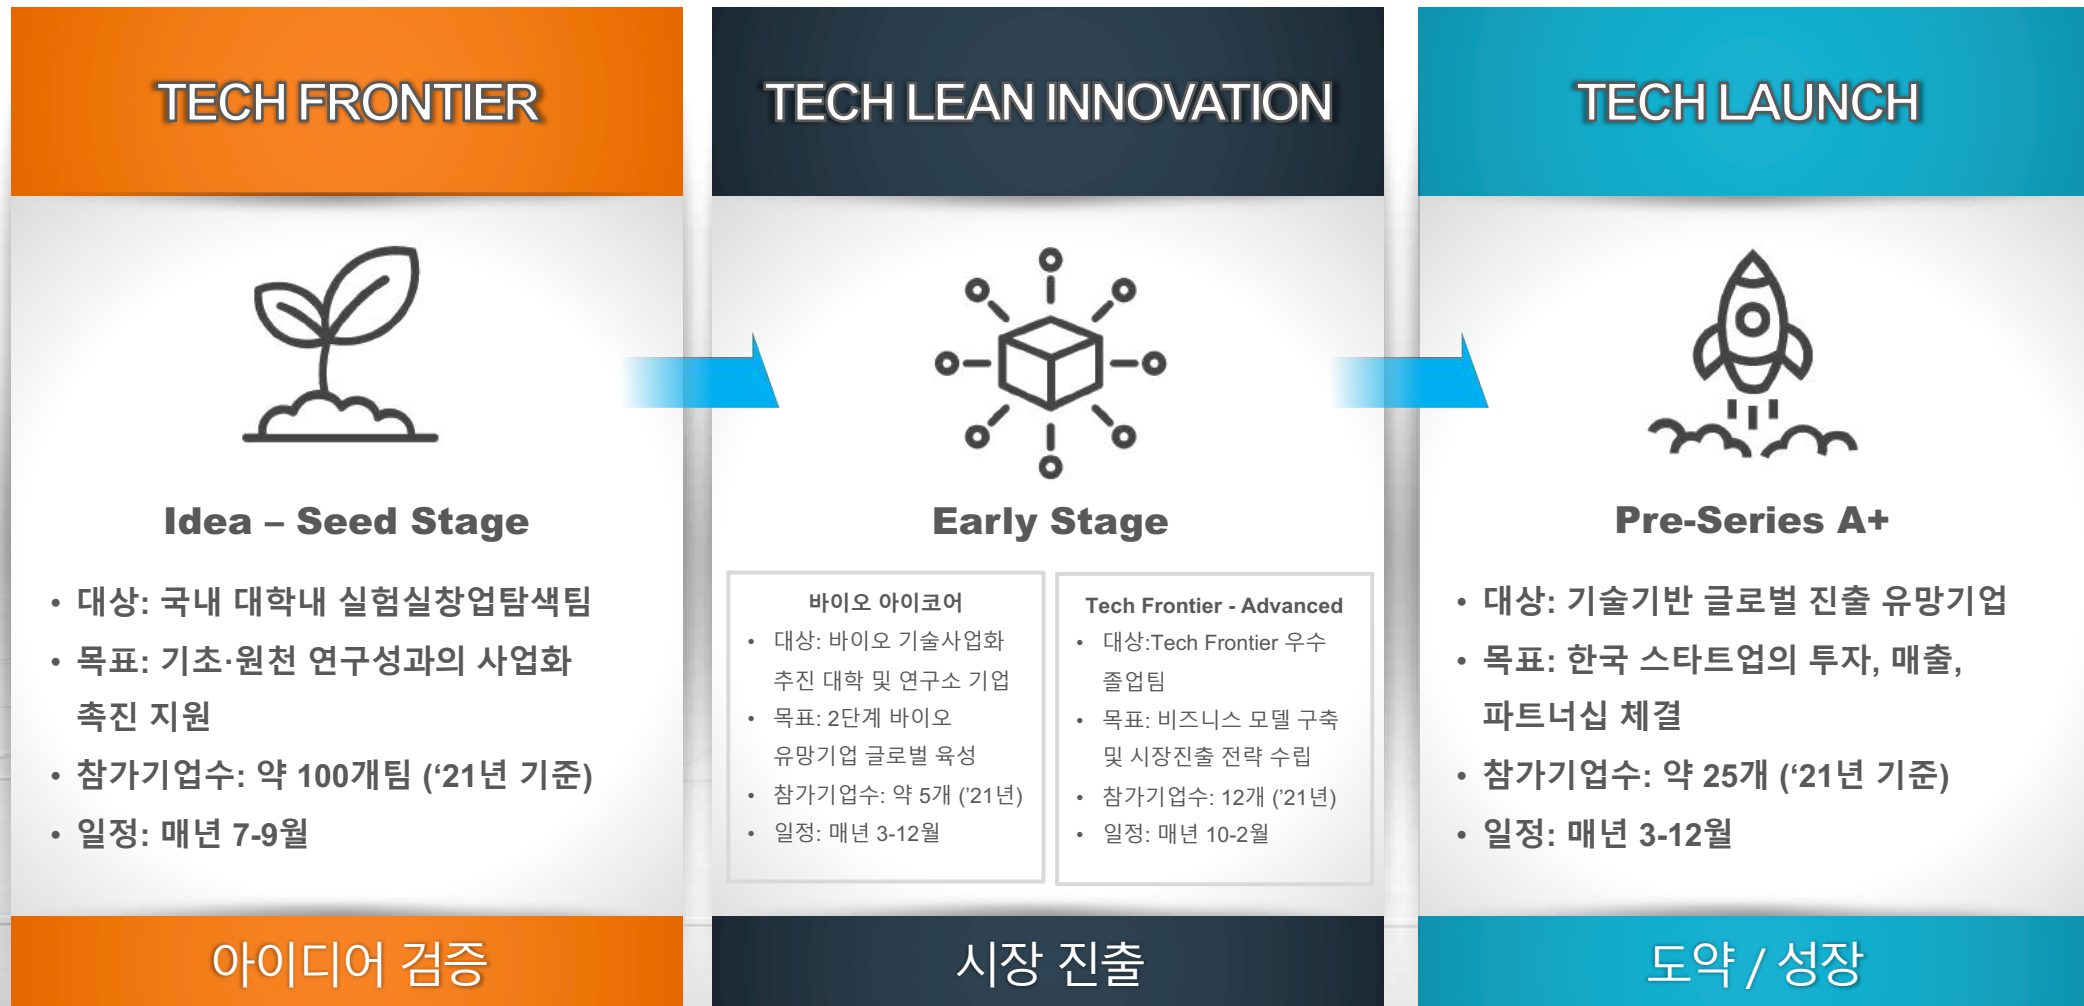 TECH FRONTIER
Idea – Seed Stage
• 대상: 국내 대학내 실험실창업탐색팀
• 목표: 기초·원천 연구성과의 사업화
촉진 지원
• 참가기업수: 약 100개팀 (‘21년 기준)
• 일정: 매년 7-9월
아이디어 검증
TECH LEAN INNOVATION
Early Stage
바이오 아이코어
• 대상: 바이오 기술사업화
추진 대학 및 연구소 기업
• 목표: 2단계 바이오
유망기업 글로벌 육성
• 참가기업수: 약 5개 (’21년)
• 일정: 매년 3-12월
Tech Frontier - Advanced
• 대상:Tech Frontier 우수
졸업팀
• 목표: 비즈니스 모델 구축
및 시장진출 전략 수립
• 참가기업수: 12개 (’21년)
• 일정: 매년 10-2월
시장 진출
TECH LAUNCH
Pre-Series A+
• 대상: 기술기반 글로벌 진출 유망기업
• 목표: 한국 스타트업의 투자, 매출,
파트너십 체결
• 참가기업수: 약 25개 (‘21년 기준)
• 일정: 매년 3-12월
도약 / 성장